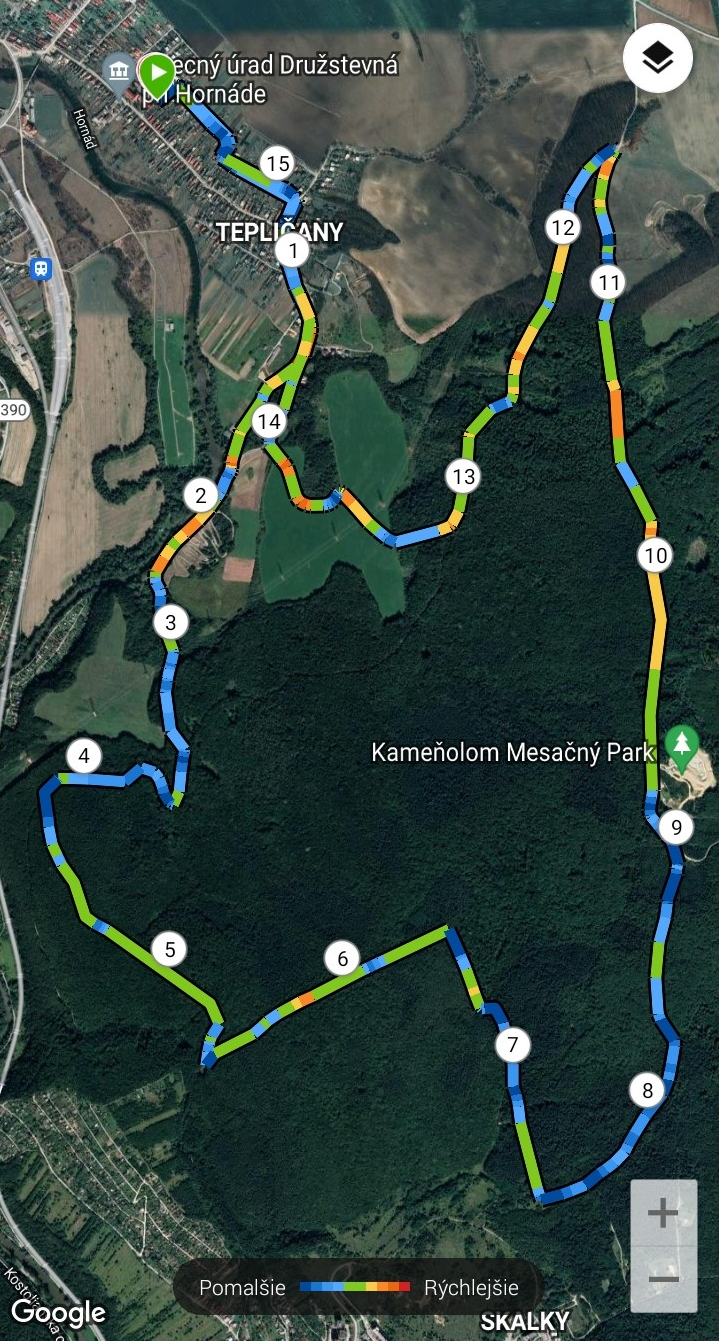 ecný úrad Družstevná
pri Hornáde
Hornád
15
TEPLIČANY
1
12
11
390
14
13
2
10
3
Kameňolom Mesačný Park
4
9
5
6
7
8
+
−
Pomalšie
Rýchlejšie
Google
SKALKY